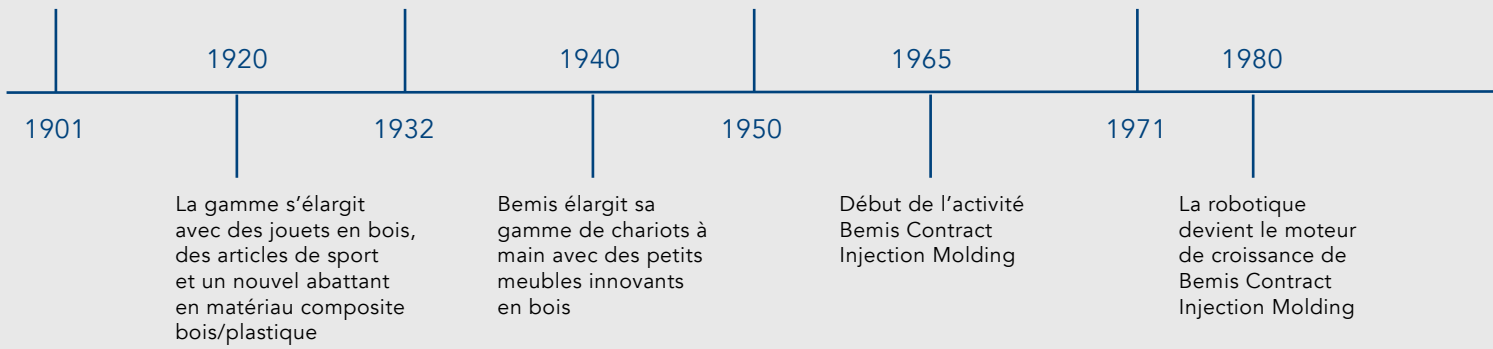 1920
1940
1965
1980
1901
1932
1950
1971
La gamme s’élargit
avec des jouets en bois,
des articles de sport
et un nouvel abattant
en matériau composite
bois/plastique
Bemis élargit sa
gamme de chariots à
main avec des petits
meubles innovants
en bois
Début de l’activité
Bemis Contract
Injection Molding
La robotique
devient le moteur
de croissance de
Bemis Contract
Injection Molding